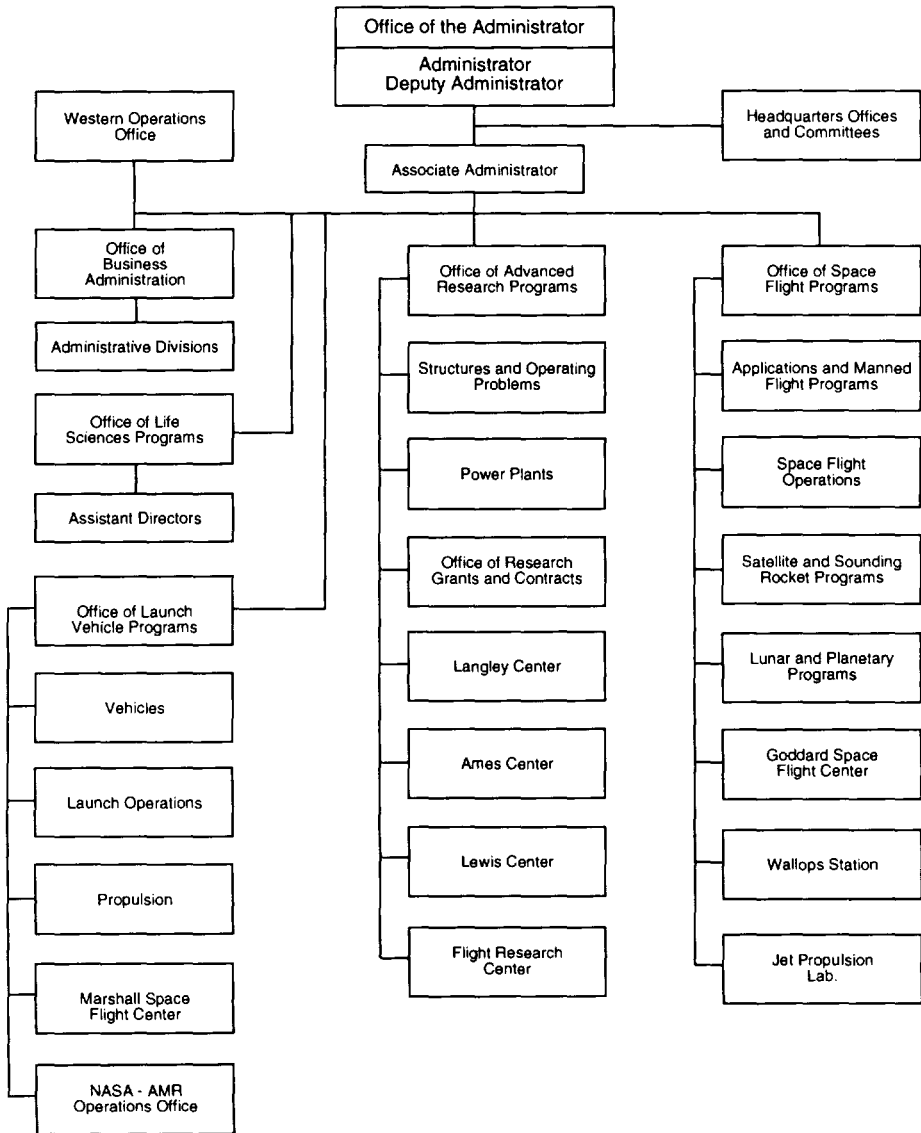 Office of the Administrator
Administrator
Deputy Administrator
Western Operations
Office
Headquarters Offices
and Committees
Associate Administrator
Office of
Business
Administration
Administrative Divisions
Office of Life
Sciences Programs
Assistant Directors
Office of Launch
Vehicle Programs
Vehicles
Launch Operations
Propulsion
Marshall Space
Flight Center
NASA - AMR
Operations Office
Office of Advanced
Research Programs
Structures and Operating
Problems
Power Plants
Office of Research
Grants and Contracts
Langley Center
Ames Center
Lewis Center
Flight Research
Center
Office of Space
Flight Programs
Applications and Manned
Flight Programs
Space Flight
Operations
Satellite and Sounding
Rocket Programs
Lunar and Planetary
Programs
Goddard Space
Flight Center
Wallops Station
Jet Propulsion
Lab.